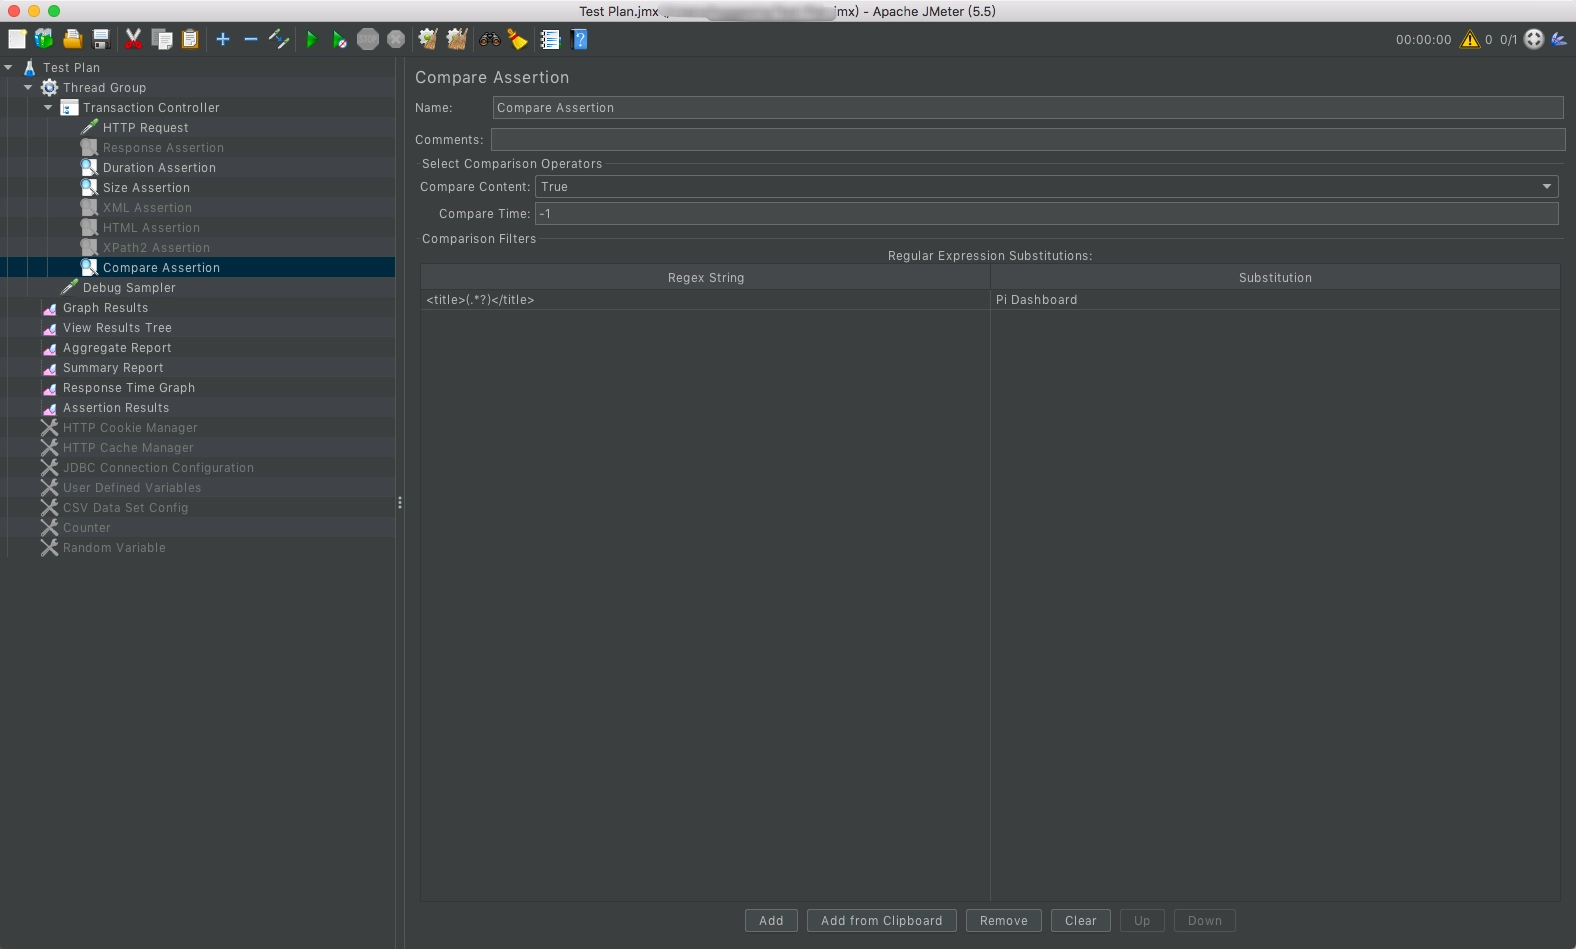 Test Plan.jmx jmx) - Apache JMeter (5.5)
STOP
00:00:00 0 0/1
Test Plan
Thread Group
Transaction Controller
HTTP Request
Response Assertion
Duration Assertion
Size Assertion
XML Assertion
HTML Assertion
XPath2 Assertion
Compare Assertion
Debug Sampler
Graph Results
View Results Tree
Aggregate Report
Summary Report
Response Time Graph
Assertion Results
HTTP Cookie Manager
HTTP Cache Manager
JDBC Connection Configuration
User Defined Variables
CSV Data Set Config
Counter
Random Variable
Compare Assertion
Name: Compare Assertion
Comments:
Select Comparison Operators
Compare Content: True
Compare Time: -1
Comparison Filters
Regular Expression Substitutions:
Regex String Substitution
<title>(.*?)</title> Pi Dashboard
Add Add from Clipboard Remove Clear Up Down